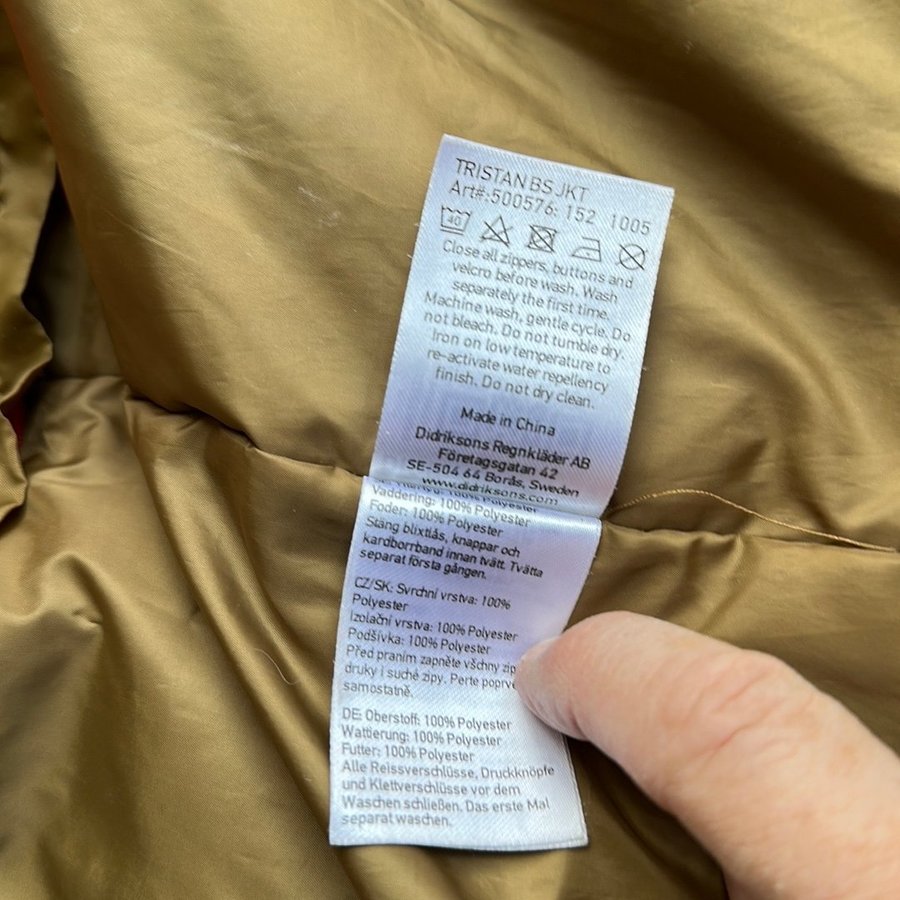 TRISTAN BS JKT
Art#:500576: 152 1005
40
Close all zippers, buttons and
velcro before wash. Wash
separately the first time.
Machine wash, gentle cycle. Do
not bleach. Do not tumble dry.
Iron on low temperature to
re-activate water repellency
finish. Do not dry clean.
Made in China
Didriksons Regnkläder AB
Företagsgatan 42
SE-504 64 Borås, Sweden
www.didriksons.com
100% Polyester
Vaddering: 100% Polyester
Foder: 100% Polyester
Stäng blixtlås, knappar och
kardborrband innan tvätt. Tvätta
separat första gången.
CZ/SK: Svrchní vrstva: 100%
Polyester
Izolační vrstva: 100% Polyester
Podšívka: 100% Polyester
Před praním zapněte všchny zip
druky i suché zipy. Perte poprvé
samostatně.
DE: Oberstoff: 100% Polyester
Wattierung: 100% Polyester
Futter: 100% Polyester
Alle Reissverschlüsse, Druckknöpfe
und Klettverschlüsse vor dem
Waschen schließen. Das erste Mal
separat waschen.